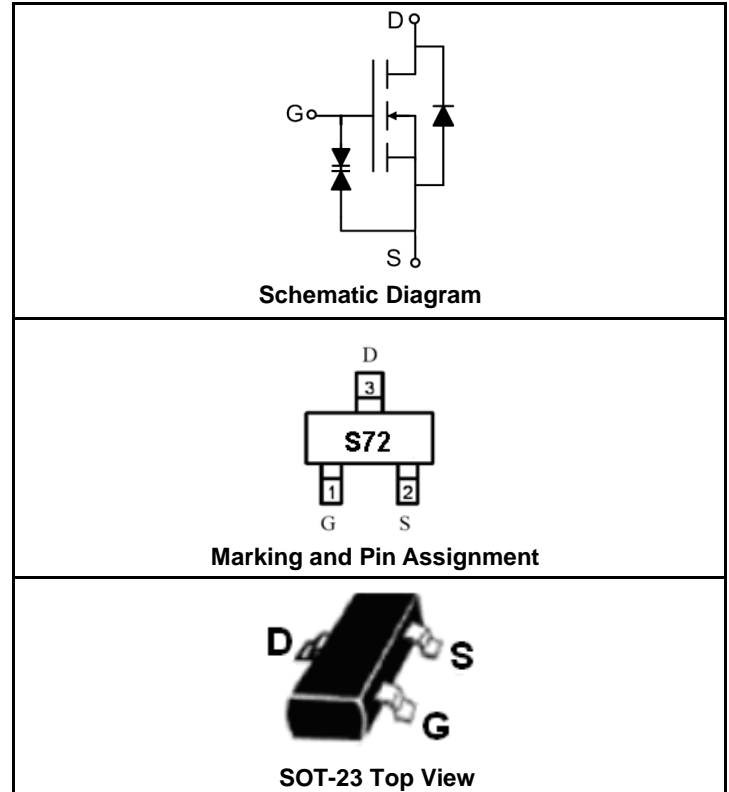 D
G
S
Schematic Diagram
D
3
S72
1 2
G S
Marking and Pin Assignment
D
S
G
SOT-23 Top View